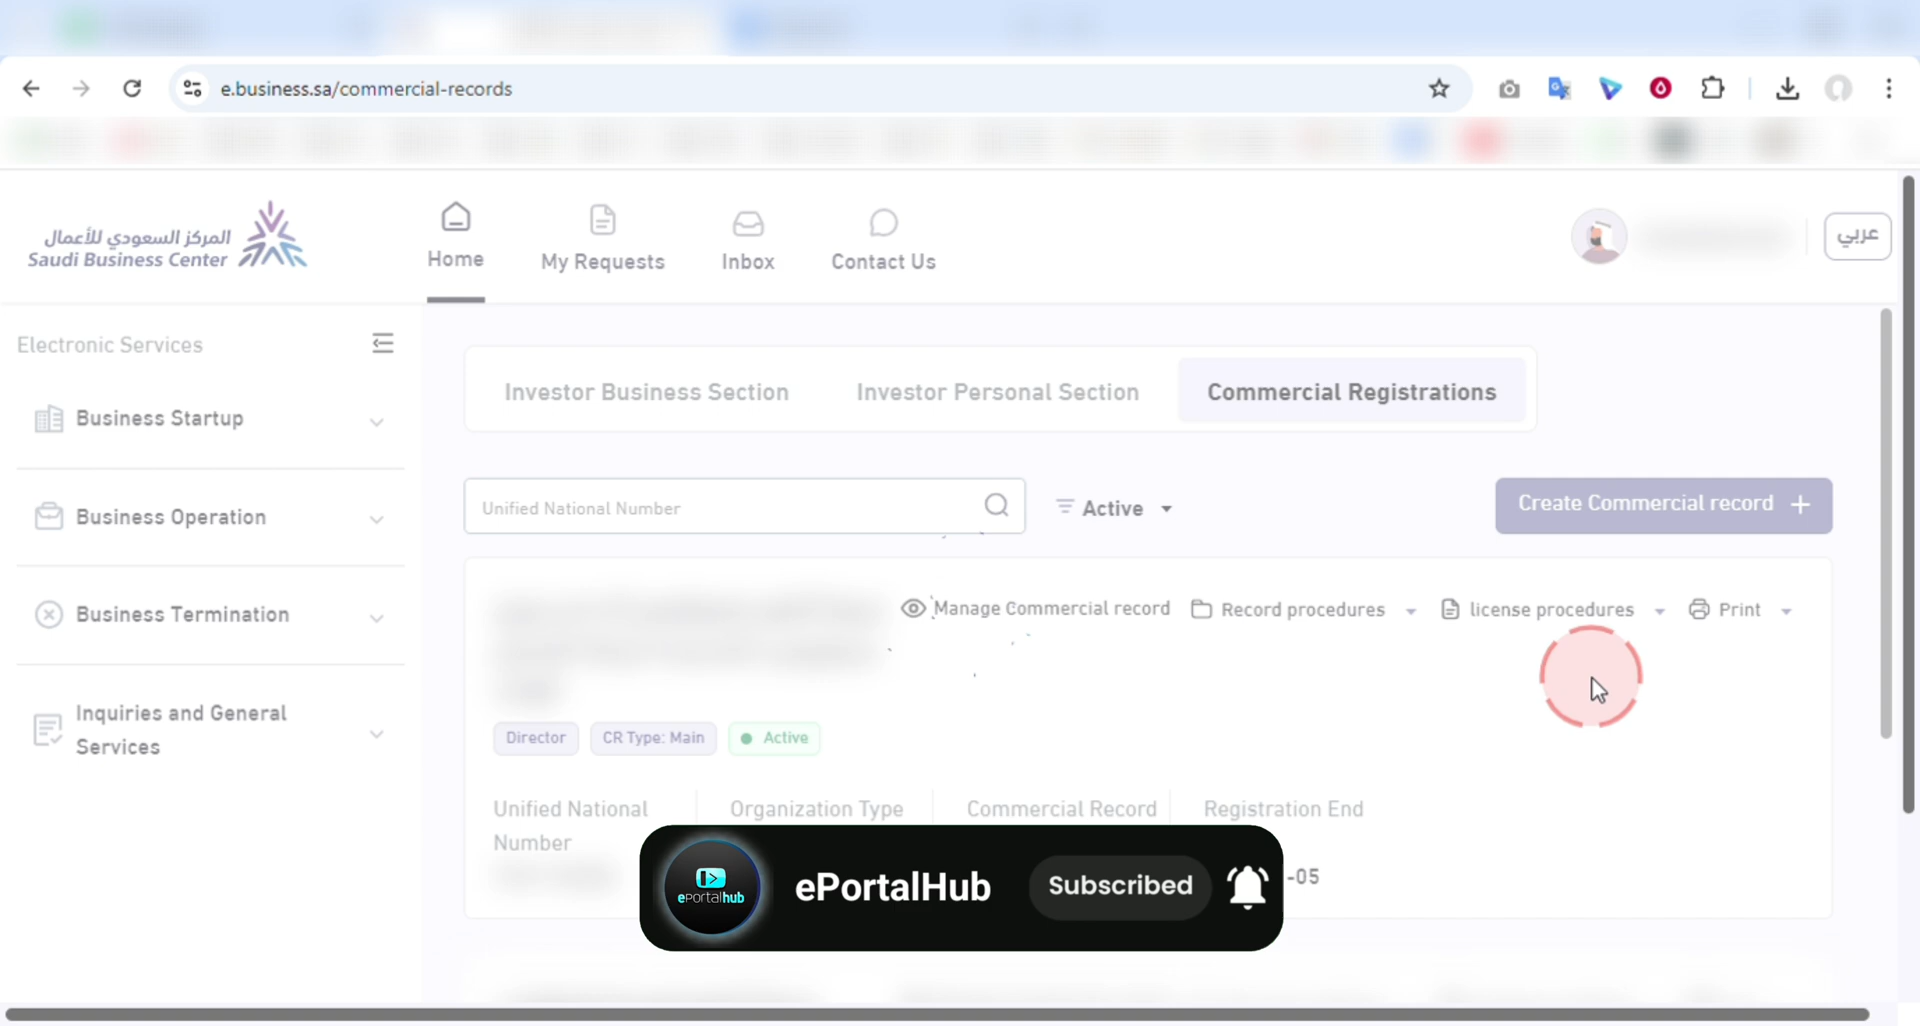 e.business.sa/commercial-records
المركز السعودي للأعمال
Saudi Business Center
Home
My Requests
Inbox
Contact Us
عربي
Electronic Services
Business Startup
Business Operation
Business Termination
Inquiries and General
Services
Investor Business Section
Investor Personal Section
Commercial Registrations
Unified National Number
Active
Create Commercial record +
Manage Commercial record
Record procedures
license procedures
Print
Director
CR Type: Main
Active
Unified National
Number
Organization Type
Commercial Record
Registration End
-05
ePortalhub
ePortalHub
Subscribed